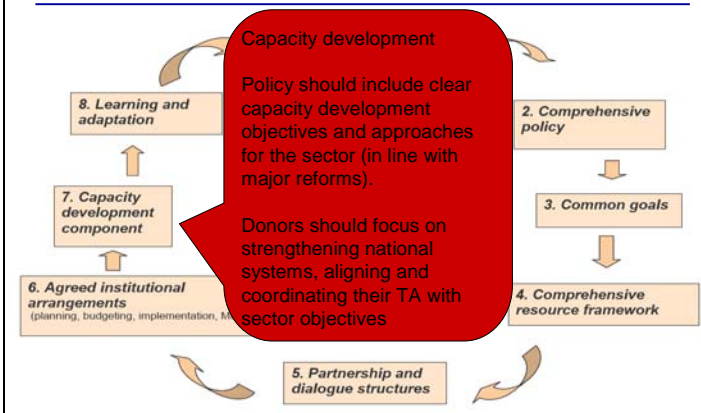 Capacity development
Policy should include clear
capacity development
objectives and approaches
for the sector (in line with
major reforms).
Donors should focus on
strengthening national
systems, aligning and
coordinating their TA with
sector objectives
2. Comprehensive
policy
3. Common goals
4. Comprehensive
resource framework
5. Partnership and
dialogue structures
6. Agreed institutional
arrangements
(planning, budgeting, implementation,
7. Capacity
development
component
8. Learning and
adaptation